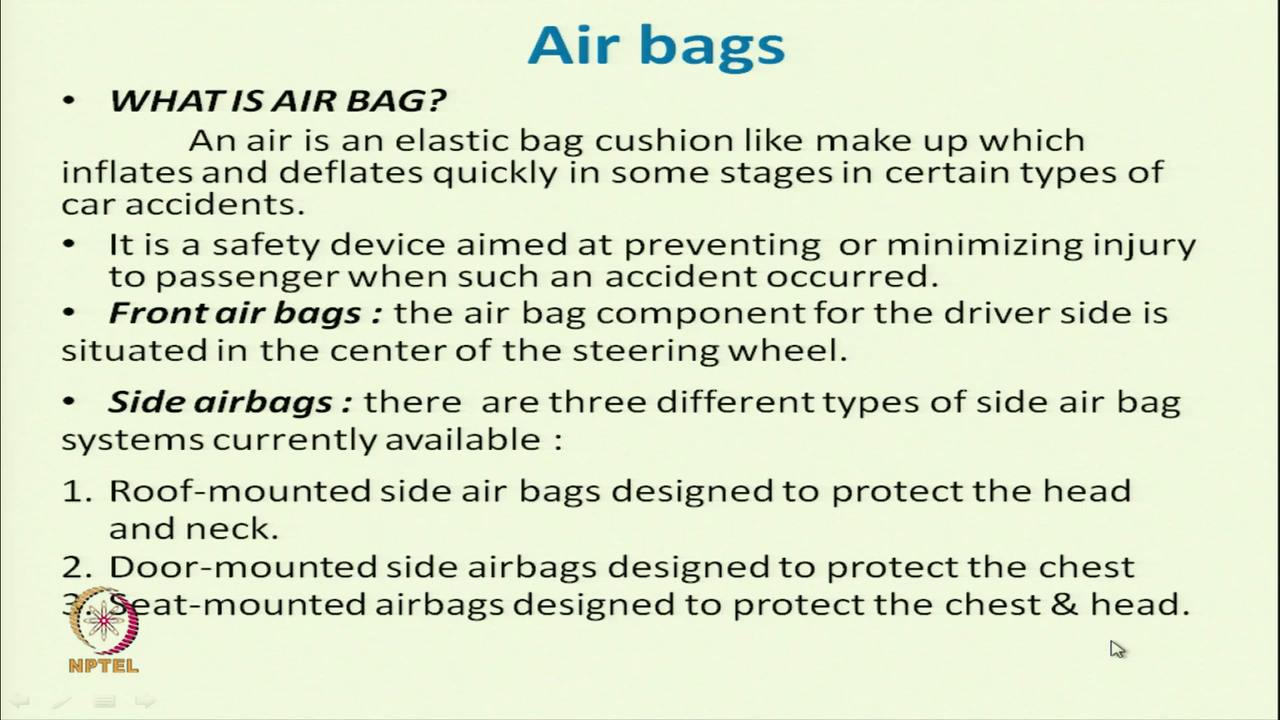 Air bags
• WHAT IS AIR BAG?
An air is an elastic bag cushion like make up which
inflates and deflates quickly in some stages in certain types of
car accidents.
• It is a safety device aimed at preventing or minimizing injury
to passenger when such an accident occurred.
• Front air bags : the air bag component for the driver side is
situated in the center of the steering wheel.
• Side airbags : there are three different types of side air bag
systems currently available :
1. Roof-mounted side air bags designed to protect the head
and neck.
2. Door-mounted side airbags designed to protect the chest
3. Seat-mounted airbags designed to protect the chest & head.
NPTEL